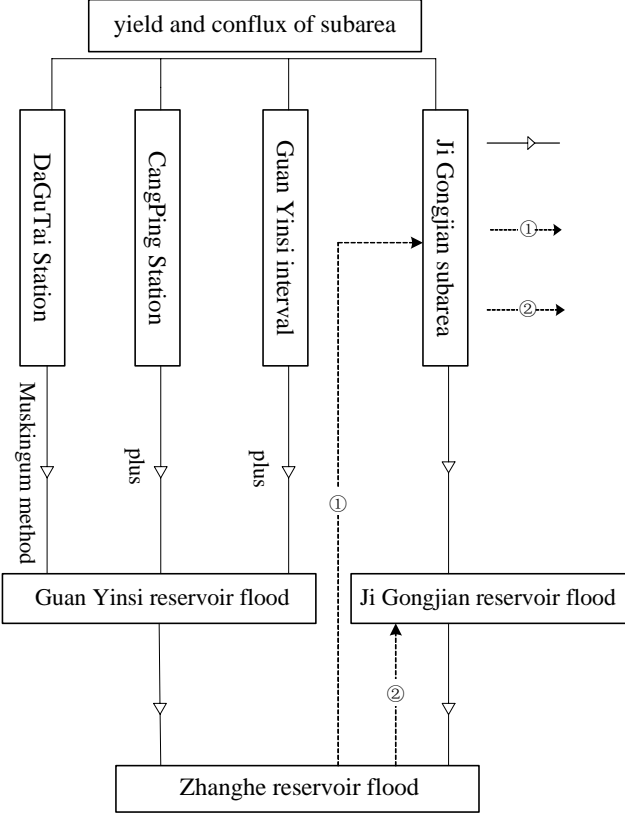 yield and conflux of subarea
DaGuTai Station
CangPing Station
Guan Yinsi interval
Ji Gongjian subarea
①
②
Muskingum method
plus
plus
①
Guan Yinsi reservoir flood
Ji Gongjian reservoir flood
②
Zhanghe reservoir flood